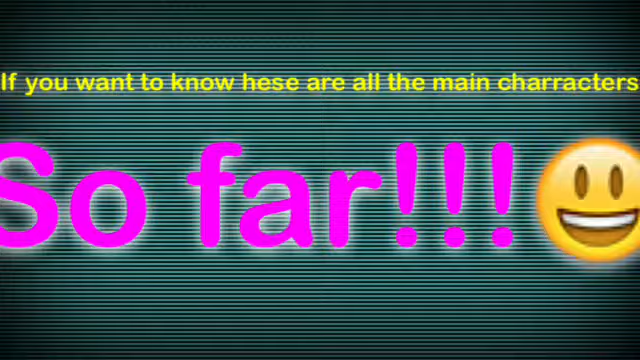 If you want to know hese are all the main charracters
So far!!!😃